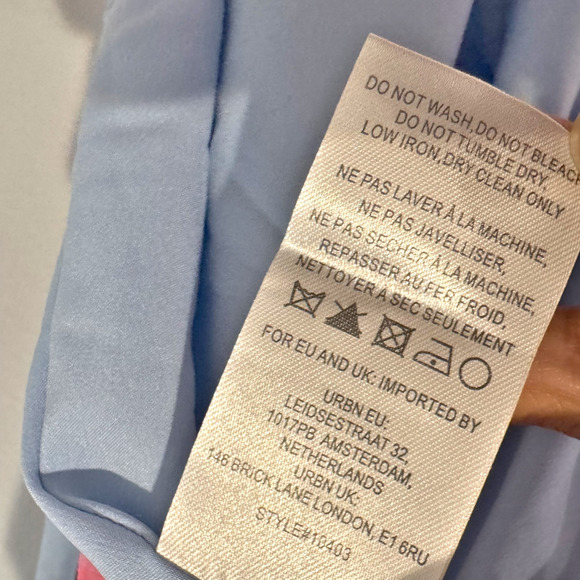 DO NOT WASH,DO NOT BLEACH
DO NOT TUMBLE DRY.
LOW IRON,DRY CLEAN ONLY
NE PAS LAVER À LA MACHINE,
NE PAS JAVELLISER,
NE PAS SECHER À LA MACHINE,
REPASSER AU FER FROID,
NETTOYER À SEC SEULEMENT
FOR EU AND UK: IMPORTED BY
URBN EU:
LEIDSESTRAAT 32,
1017PB AMSTERDAM,
NETHERLANDS
URBN UK:
146 BRICK LANE LONDON, E1 6RU
STYLE#16403